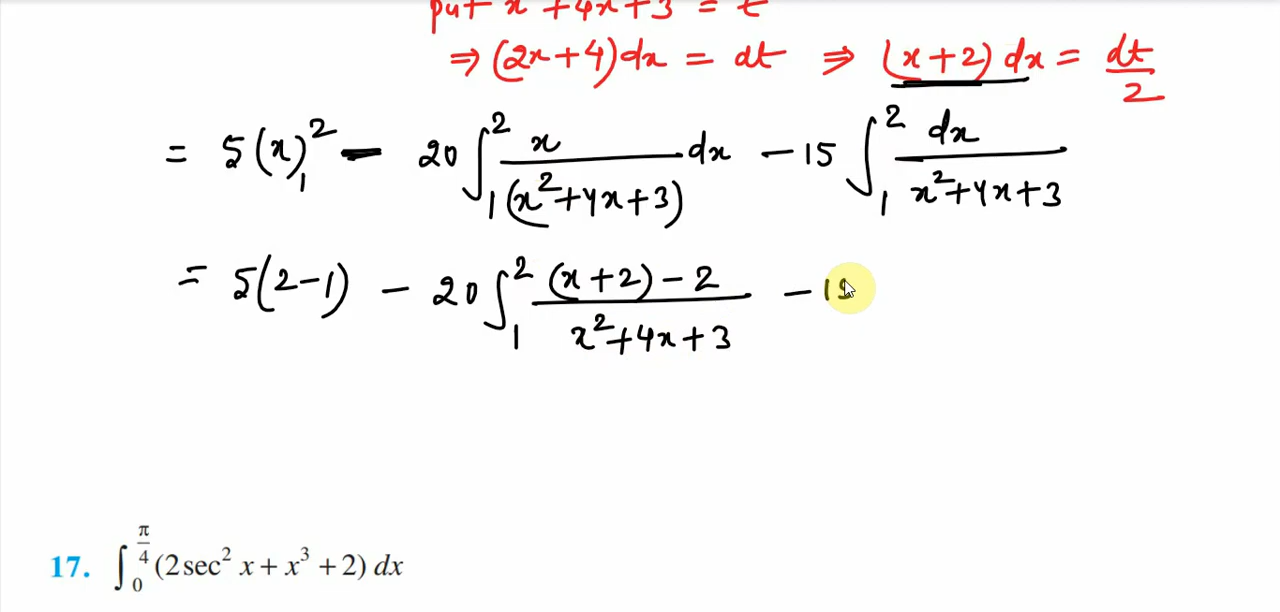 put x² + 4x + 3 = t
⇒ (2x + 4) dx = dt ⇒ (x + 2) dx = dt/2
= 5(x)₁² − 20 ∫₁² x/(x² + 4x + 3) dx − 15 ∫₁² dx/(x² + 4x + 3)
= 5(2 − 1) − 20 ∫₁² ((x + 2) − 2)/(x² + 4x + 3) − 15
17. ∫₀^(π/4) (2 sec² x + x³ + 2) dx